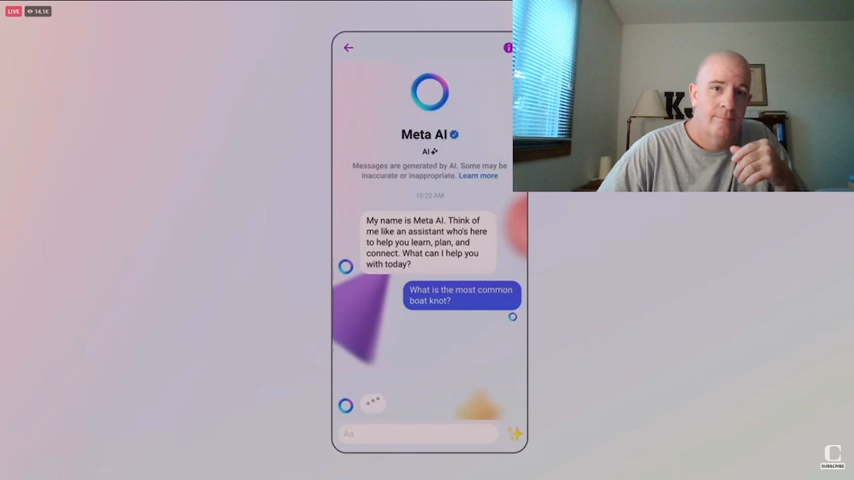 LIVE 14.1K
Meta AI
AI
Messages are generated by AI. Some may be
inaccurate or inappropriate. Learn more
10:22 AM
My name is Meta AI. Think of
me like an assistant who's here
to help you learn, plan, and
connect. What can I help you
with today?
What is the most common
boat knot?
Aa
K
C
SUBSCRIBE